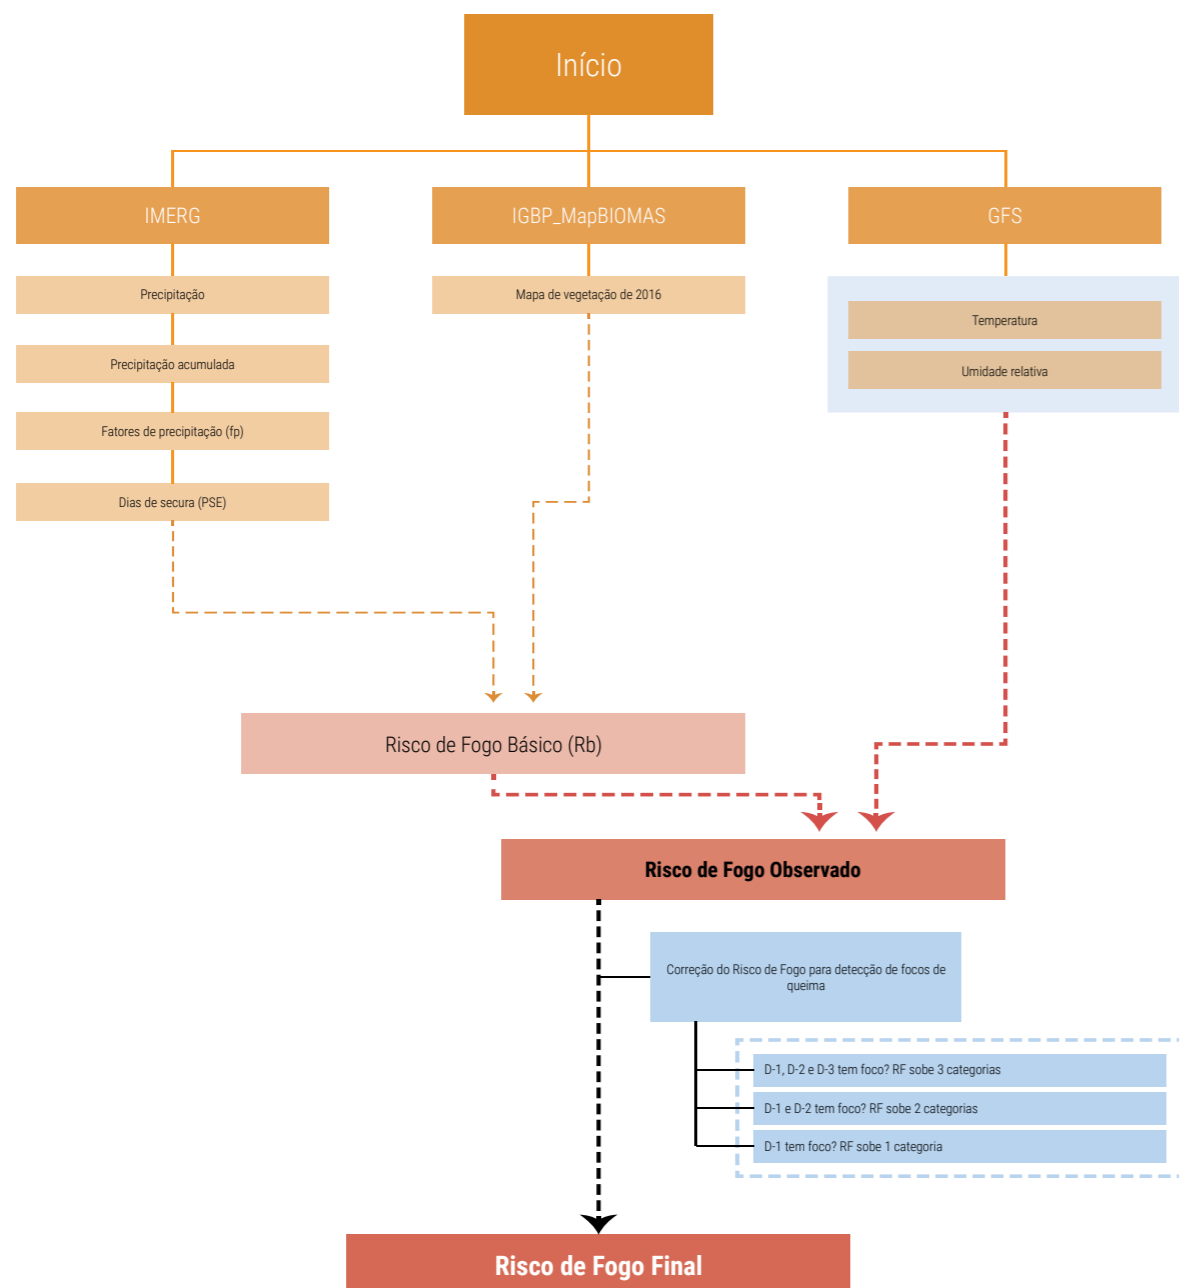 Início
IMERG
IGBP_MapBIOMAS
GFS
Precipitação
Mapa de vegetação de 2016
Temperatura
Precipitação acumulada
Umidade relativa
Fatores de precipitação (fp)
Dias de secura (PSE)
Risco de Fogo Básico (Rb)
Risco de Fogo Observado
Correção do Risco de Fogo para detecção de focos de
queima
D-1, D-2 e D-3 tem foco? RF sobe 3 categorias
D-1 e D-2 tem foco? RF sobe 2 categorias
D-1 tem foco? RF sobe 1 categoria
Risco de Fogo Final